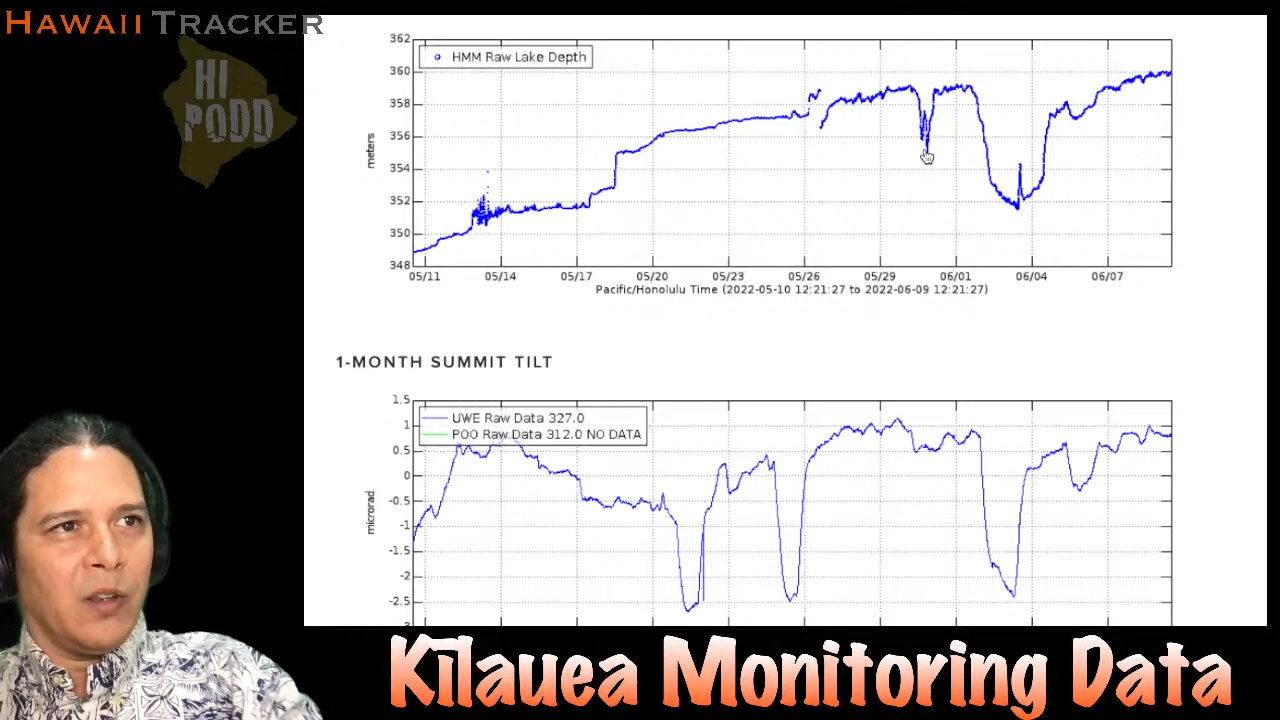 HAWAII TRACKER
HI
PODD
362
360
358
356
354
352
350
348
meters
HMM Raw Lake Depth
05/11 05/14 05/17 05/20 05/23 05/26 05/29 06/01 06/04 06/07
Pacific/Honolulu Time (2022-05-10 12:21:27 to 2022-06-09 12:21:27)
1-MONTH SUMMIT TILT
1.5
1
0.5
0
-0.5
-1
-1.5
-2
-2.5
microrad
UWE Raw Data 327.0
POO Raw Data 312.0 NO DATA
Kīlauea Monitoring Data